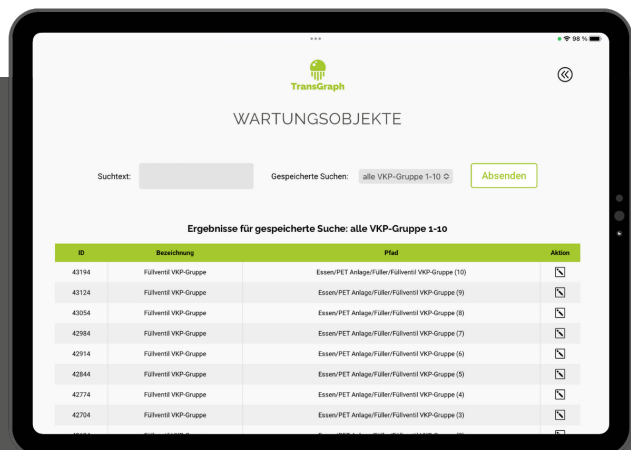 98 %
TransGraph
WARTUNGSOBJEKTE
Suchtext: Gespeicherte Suchen: alle VKP-Gruppe 1-10 Absenden
Ergebnisse für gespeicherte Suche: alle VKP-Gruppe 1-10
ID Bezeichnung Pfad Aktion
43194 Füllventil VKP-Gruppe Essen/PET Anlage/Füller/Füllventil VKP-Gruppe (10)
43124 Füllventil VKP-Gruppe Essen/PET Anlage/Füller/Füllventil VKP-Gruppe (9)
43054 Füllventil VKP-Gruppe Essen/PET Anlage/Füller/Füllventil VKP-Gruppe (8)
42984 Füllventil VKP-Gruppe Essen/PET Anlage/Füller/Füllventil VKP-Gruppe (7)
42914 Füllventil VKP-Gruppe Essen/PET Anlage/Füller/Füllventil VKP-Gruppe (6)
42844 Füllventil VKP-Gruppe Essen/PET Anlage/Füller/Füllventil VKP-Gruppe (5)
42774 Füllventil VKP-Gruppe Essen/PET Anlage/Füller/Füllventil VKP-Gruppe (4)
42704 Füllventil VKP-Gruppe Essen/PET Anlage/Füller/Füllventil VKP-Gruppe (3)